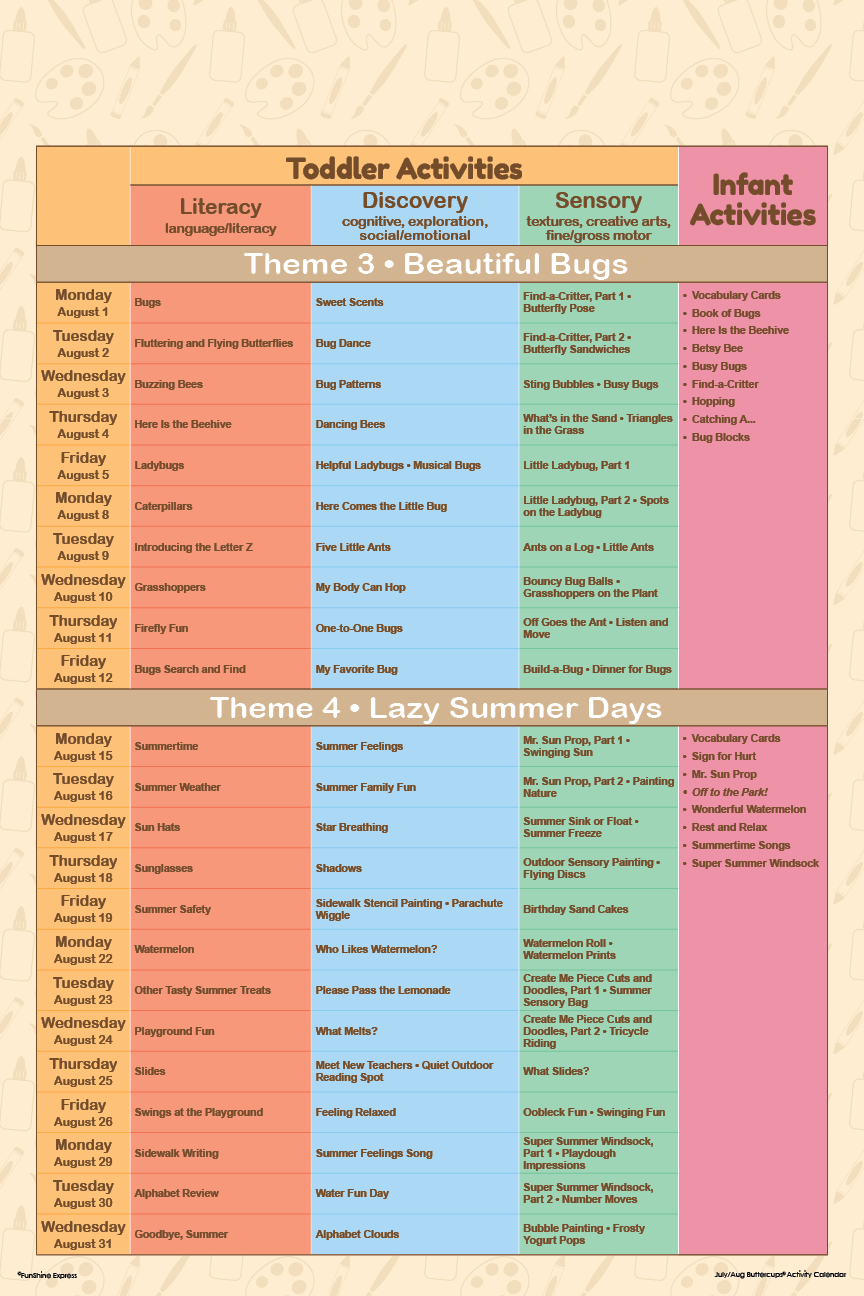 Toddler Activities
Infant
Activities
Literacy
language/literacy
Discovery
cognitive, exploration,
social/emotional
Sensory
textures, creative arts,
fine/gross motor
Theme 3 • Beautiful Bugs
Monday
August 1
Bugs
Sweet Scents
Find-a-Critter, Part 1 •
Butterfly Pose
Tuesday
August 2
Fluttering and Flying Butterflies
Bug Dance
Find-a-Critter, Part 2 •
Butterfly Sandwiches
Wednesday
August 3
Buzzing Bees
Bug Patterns
Sting Bubbles • Busy Bugs
Thursday
August 4
Here Is the Beehive
Dancing Bees
What's in the Sand • Triangles
in the Grass
Friday
August 5
Ladybugs
Helpful Ladybugs • Musical Bugs
Little Ladybug, Part 1
Monday
August 8
Caterpillars
Here Comes the Little Bug
Little Ladybug, Part 2 • Spots
on the Ladybug
Tuesday
August 9
Introducing the Letter Z
Five Little Ants
Ants on a Log • Little Ants
Wednesday
August 10
Grasshoppers
My Body Can Hop
Bouncy Bug Balls •
Grasshoppers on the Plant
Thursday
August 11
Firefly Fun
One-to-One Bugs
Off Goes the Ant • Listen and
Move
Friday
August 12
Bugs Search and Find
My Favorite Bug
Build-a-Bug • Dinner for Bugs
• Vocabulary Cards
• Book of Bugs
• Here Is the Beehive
• Betsy Bee
• Busy Bugs
• Find-a-Critter
• Hopping
• Catching A...
• Bug Blocks
Theme 4 • Lazy Summer Days
Monday
August 15
Summertime
Summer Feelings
Mr. Sun Prop, Part 1 •
Swinging Sun
Tuesday
August 16
Summer Weather
Summer Family Fun
Mr. Sun Prop, Part 2 • Painting
Nature
Wednesday
August 17
Sun Hats
Star Breathing
Summer Sink or Float •
Summer Freeze
Thursday
August 18
Sunglasses
Shadows
Outdoor Sensory Painting •
Flying Discs
Friday
August 19
Summer Safety
Sidewalk Stencil Painting • Parachute
Wiggle
Birthday Sand Cakes
Monday
August 22
Watermelon
Who Likes Watermelon?
Watermelon Roll •
Watermelon Prints
Tuesday
August 23
Other Tasty Summer Treats
Please Pass the Lemonade
Create Me Piece Cuts and
Doodles, Part 1 • Summer
Sensory Bag
Wednesday
August 24
Playground Fun
What Melts?
Create Me Piece Cuts and
Doodles, Part 2 • Tricycle
Riding
Thursday
August 25
Slides
Meet New Teachers • Quiet Outdoor
Reading Spot
What Slides?
Friday
August 26
Swings at the Playground
Feeling Relaxed
Oobleck Fun • Swinging Fun
Monday
August 29
Sidewalk Writing
Summer Feelings Song
Super Summer Windsock,
Part 1 • Playdough
Impressions
Tuesday
August 30
Alphabet Review
Water Fun Day
Super Summer Windsock,
Part 2 • Number Moves
Wednesday
August 31
Goodbye, Summer
Alphabet Clouds
Bubble Painting • Frosty
Yogurt Pops
• Vocabulary Cards
• Sign for Hurt
• Mr. Sun Prop
• Off to the Park!
• Wonderful Watermelon
• Rest and Relax
• Summertime Songs
• Super Summer Windsock
©FunShine Express
July/Aug Buttercups® Activity Calendar